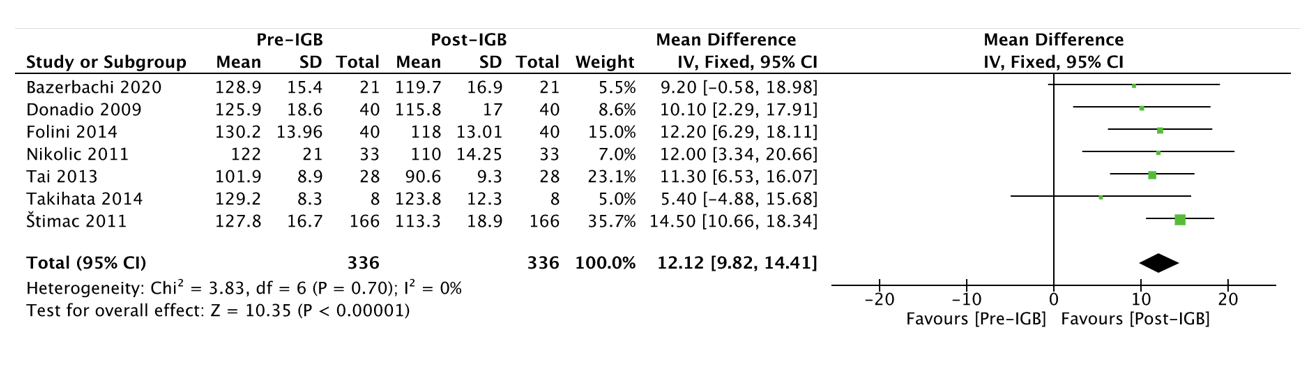 Pre-IGB Post-IGB Mean Difference Mean Difference
Study or Subgroup Mean SD Total Mean SD Total Weight IV, Fixed, 95% CI IV, Fixed, 95% CI
Bazerbachi 2020 128.9 15.4 21 119.7 16.9 21 5.5% 9.20 [−0.58, 18.98]
Donadio 2009 125.9 18.6 40 115.8 17 40 8.6% 10.10 [2.29, 17.91]
Folini 2014 130.2 13.96 40 118 13.01 40 15.0% 12.20 [6.29, 18.11]
Nikolic 2011 122 21 33 110 14.25 33 7.0% 12.00 [3.34, 20.66]
Tai 2013 101.9 8.9 28 90.6 9.3 28 23.1% 11.30 [6.53, 16.07]
Takihata 2014 129.2 8.3 8 123.8 12.3 8 5.0% 5.40 [−4.88, 15.68]
Štimac 2011 127.8 16.7 166 113.3 18.9 166 35.7% 14.50 [10.66, 18.34]
Total (95% CI) 336 336 100.0% 12.12 [9.82, 14.41]
Heterogeneity: Chi² = 3.83, df = 6 (P = 0.70); I² = 0%
Test for overall effect: Z = 10.35 (P < 0.00001)
−20 −10 0 10 20
Favours [Pre-IGB] Favours [Post-IGB]